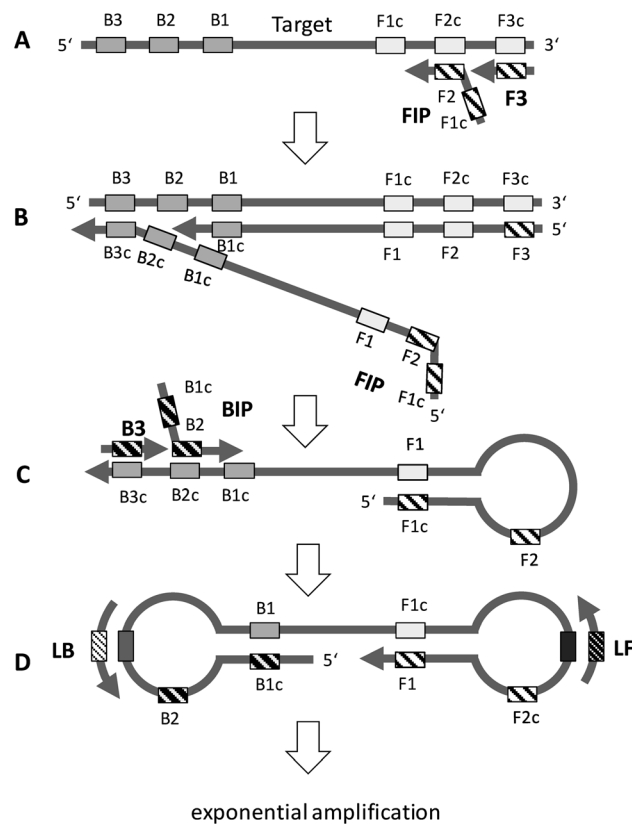 B3 B2 B1 Target F1c F2c F3c
A 5‘ 3‘
F2 F3
FIP F1c
B3 B2 B1 F1c F2c F3c
5‘ 3‘
B
5‘
B3c B2c B1c B1c F1 F2 F3
F1 F2
FIP F1c
5‘
B1c BIP
B3 B2 F1
C
B3c B2c B1c 5‘ F1c
F2
B1 F1c
LB LF
D 5‘
B2 B1c F1 F2c
exponential amplification